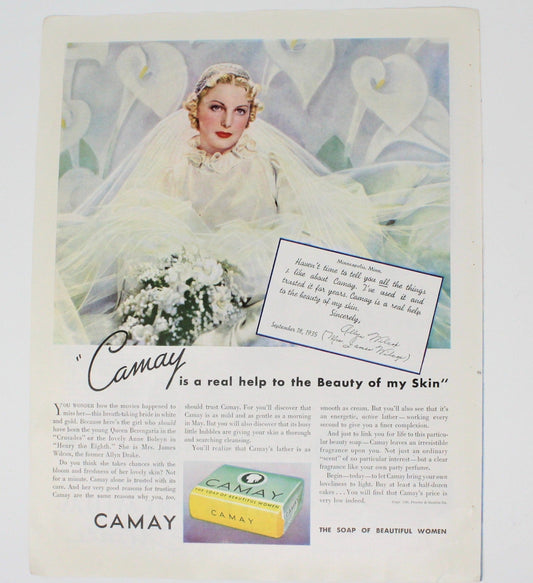 Minneapolis, Minn.
Haven't time to tell you all the things
I like about Camay. I've used it and
trusted it for years. Camay is a real help
to the beauty of my skin.
Sincerely,
Allyn Wilson
September 18, 1935 (Mrs. James Wilson)
"Camay
is a real help to the Beauty of my Skin"
YOU WONDER how the movies happened to
miss her—this breath-taking bride in white
and gold. Because here's the girl who should
have been the young Queen Berengaria in the
"Crusades" or the lovely Anne Boleyn in
"Henry the Eighth." She is Mrs. James
Wilson, the former Allyn Drake.
Do you think she takes chances with the
bloom and freshness of her lovely skin? Not
for a minute. Camay alone is trusted with its
care. And her very good reasons for trusting
Camay are the same reasons why you, too,
should trust Camay. For you'll discover that
Camay is as mild and as gentle as a morning
in May. But you will also discover that its busy
little bubbles are giving your skin a thorough
and searching cleansing.
You'll realize that Camay's lather is as
smooth as cream. But you'll also see that it's
an energetic, active lather—working every
second to give you a finer complexion.
And just to link you for life to this particu-
lar beauty soap—Camay leaves an irresistible
fragrance upon you. Not just an ordinary
"scent" of no particular interest—but a clear
fragrance like your own party perfume.
Begin—today—to let Camay bring your own
loveliness to light. Buy at least a half-dozen
cakes... You will find that Camay's price is
very low indeed.
CAMAY
THE SOAP OF BEAUTIFUL WOMEN
CAMAY
CAMAY
THE SOAP OF BEAUTIFUL WOMEN